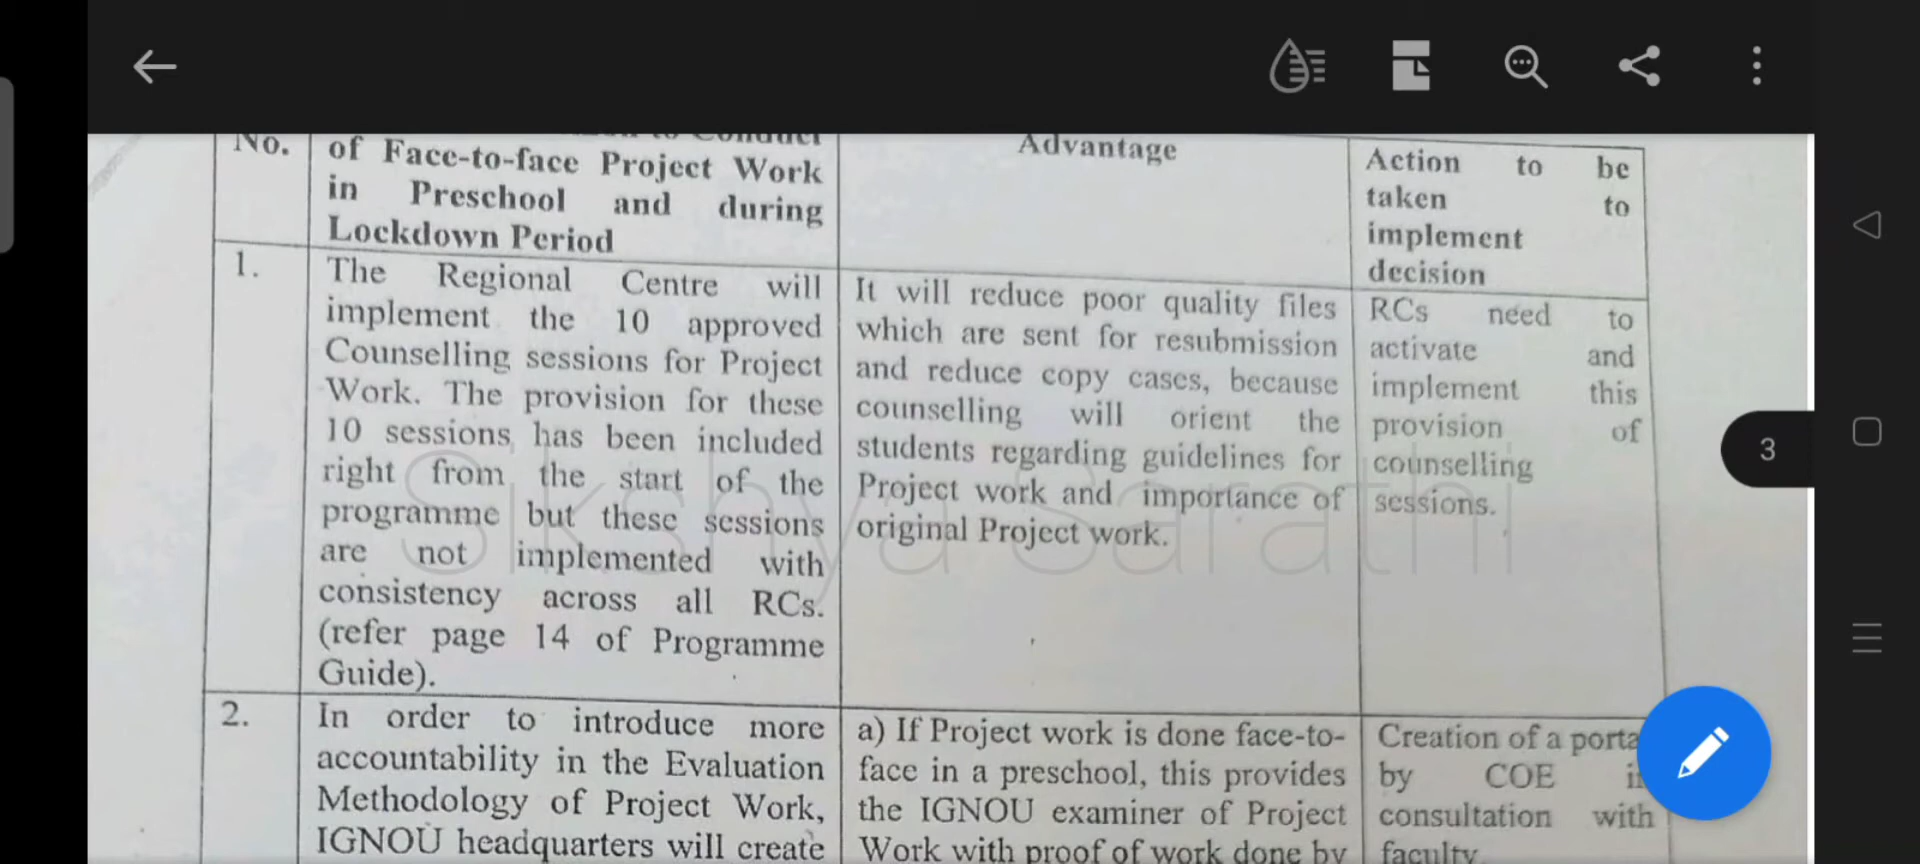 No.
of Face-to-face Project Work
in Preschool and during
Lockdown Period
Advantage
Action to be
taken to
implement
decision
1.
The Regional Centre will
implement the 10 approved
Counselling sessions for Project
Work. The provision for these
10 sessions has been included
right from the start of the
programme but these sessions
are not implemented with
consistency across all RCs.
(refer page 14 of Programme
Guide).
It will reduce poor quality files
which are sent for resubmission
and reduce copy cases, because
counselling will orient the
students regarding guidelines for
Project work and importance of
original Project work.
RCs need to
activate and
implement this
provision of
counselling
sessions.
2.
In order to introduce more
accountability in the Evaluation
Methodology of Project Work,
IGNOU headquarters will create
a) If Project work is done face-to-
face in a preschool, this provides
the IGNOU examiner of Project
Work with proof of work done by
Creation of a
by COE
consultation with
faculty
3
Sikshya Sarathi